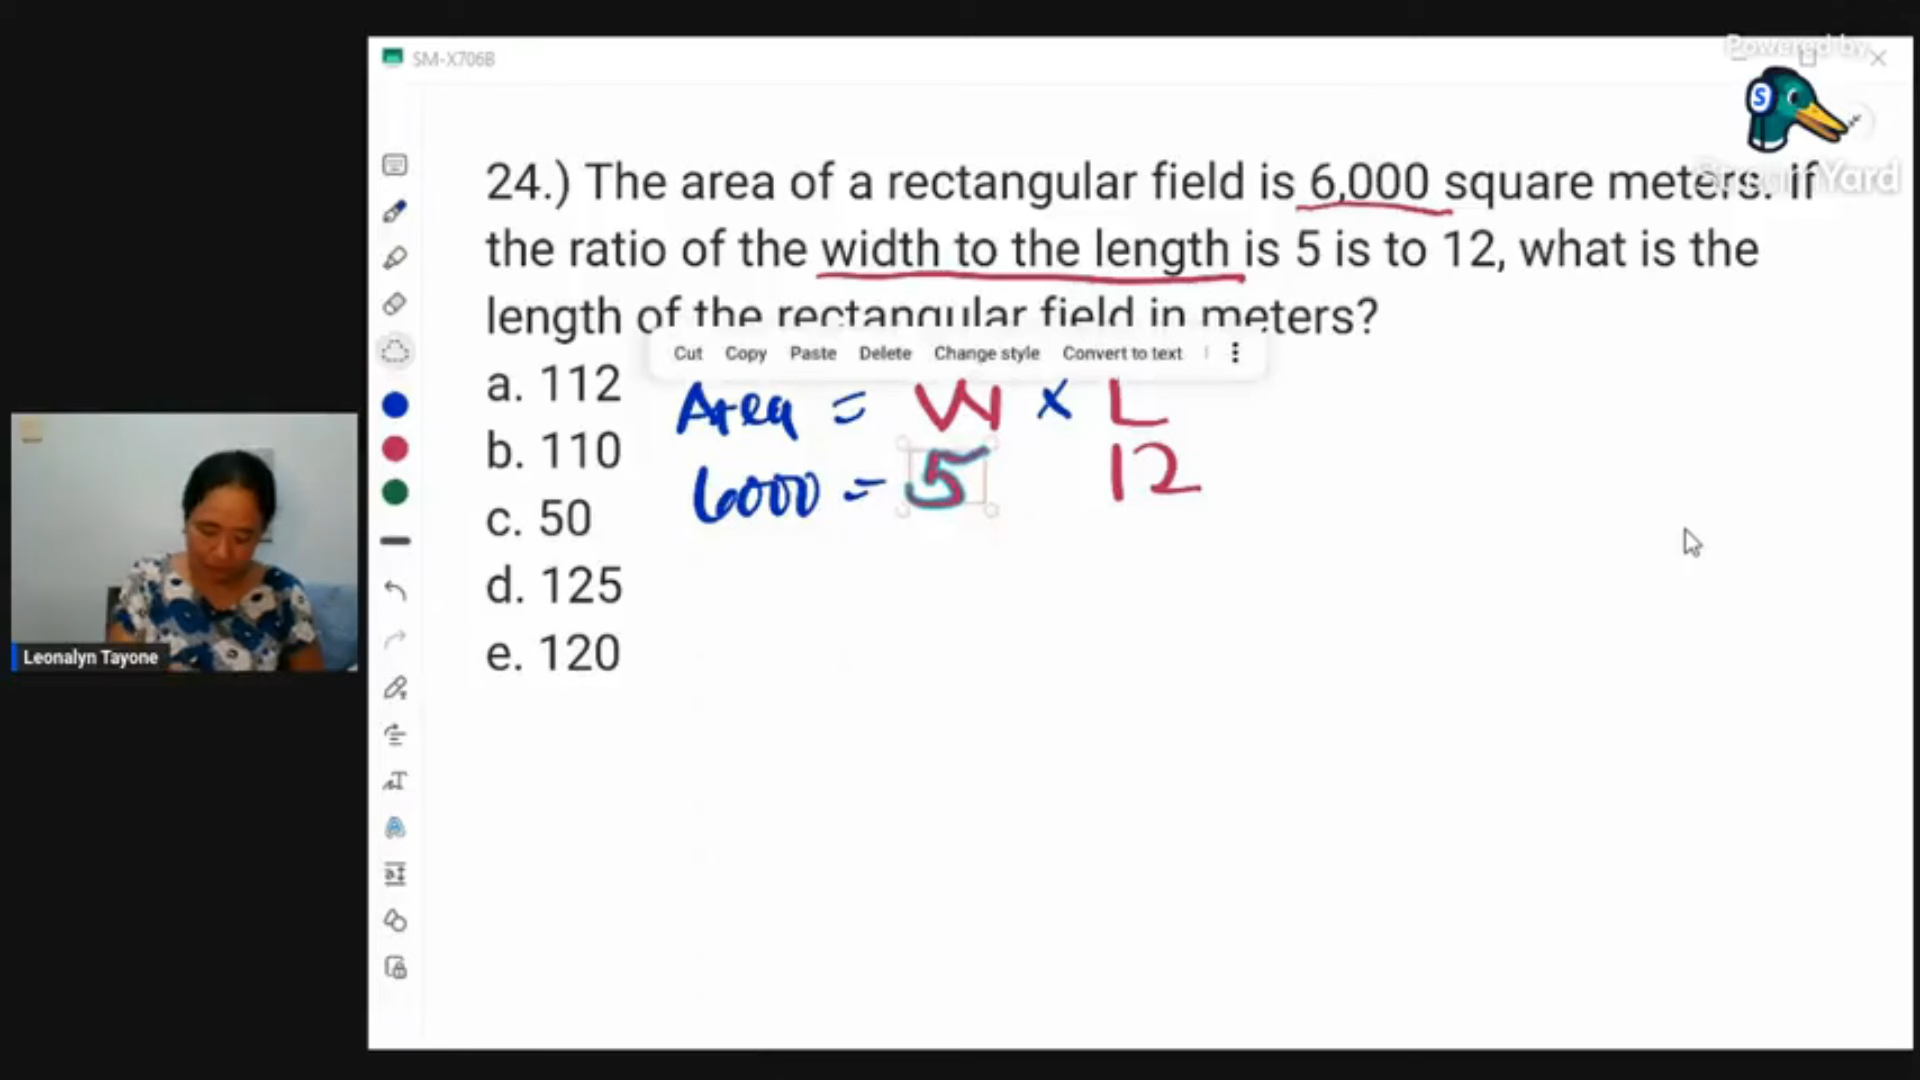 SM-X706B
Powered by
StreamYard
24.) The area of a rectangular field is 6,000 square meters. If
the ratio of the width to the length is 5 is to 12, what is the
length of the rectangular field in meters?
Cut Copy Paste Delete Change style Convert to text
a. 112
b. 110
c. 50
d. 125
e. 120
Area = W x L
6000 = 5 12
Leonalyn Tayone